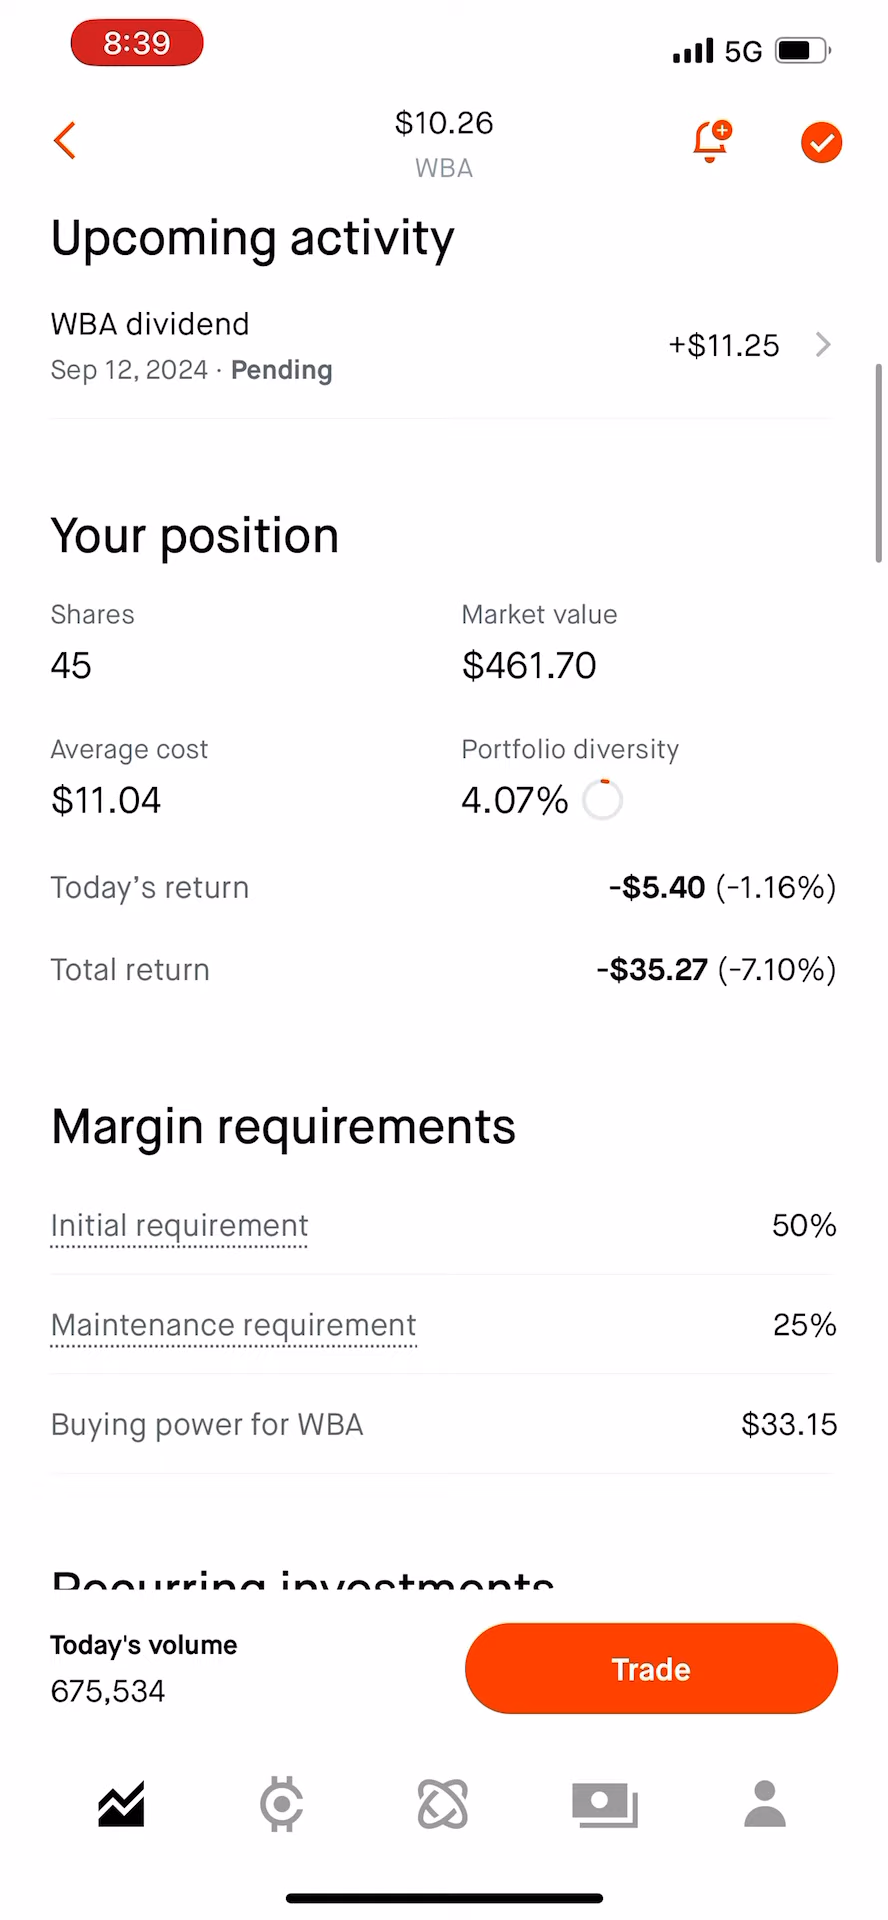 8:39
5G
$10.26
WBA
Upcoming activity
WBA dividend
+$11.25
Sep 12, 2024 · Pending
Your position
Shares
Market value
45
$461.70
Average cost
Portfolio diversity
$11.04
4.07%
Today's return
-$5.40 (-1.16%)
Total return
-$35.27 (-7.10%)
Margin requirements
Initial requirement
50%
Maintenance requirement
25%
Buying power for WBA
$33.15
Recurring investments
Today's volume
675,534
Trade